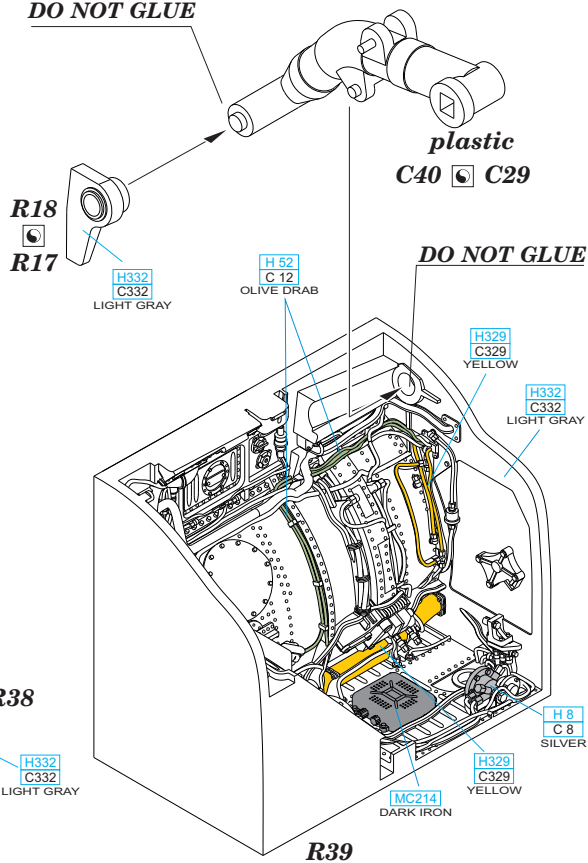 DO NOT GLUE
plastic
C40 C29
R18
R17
H332
C332
LIGHT GRAY
H 52
C 12
OLIVE DRAB
DO NOT GLUE
H329
C329
YELLOW
H332
C332
LIGHT GRAY
R38
H332
C332
LIGHT GRAY
H 8
C 8
SILVER
H329
C329
YELLOW
MC214
DARK IRON
R39